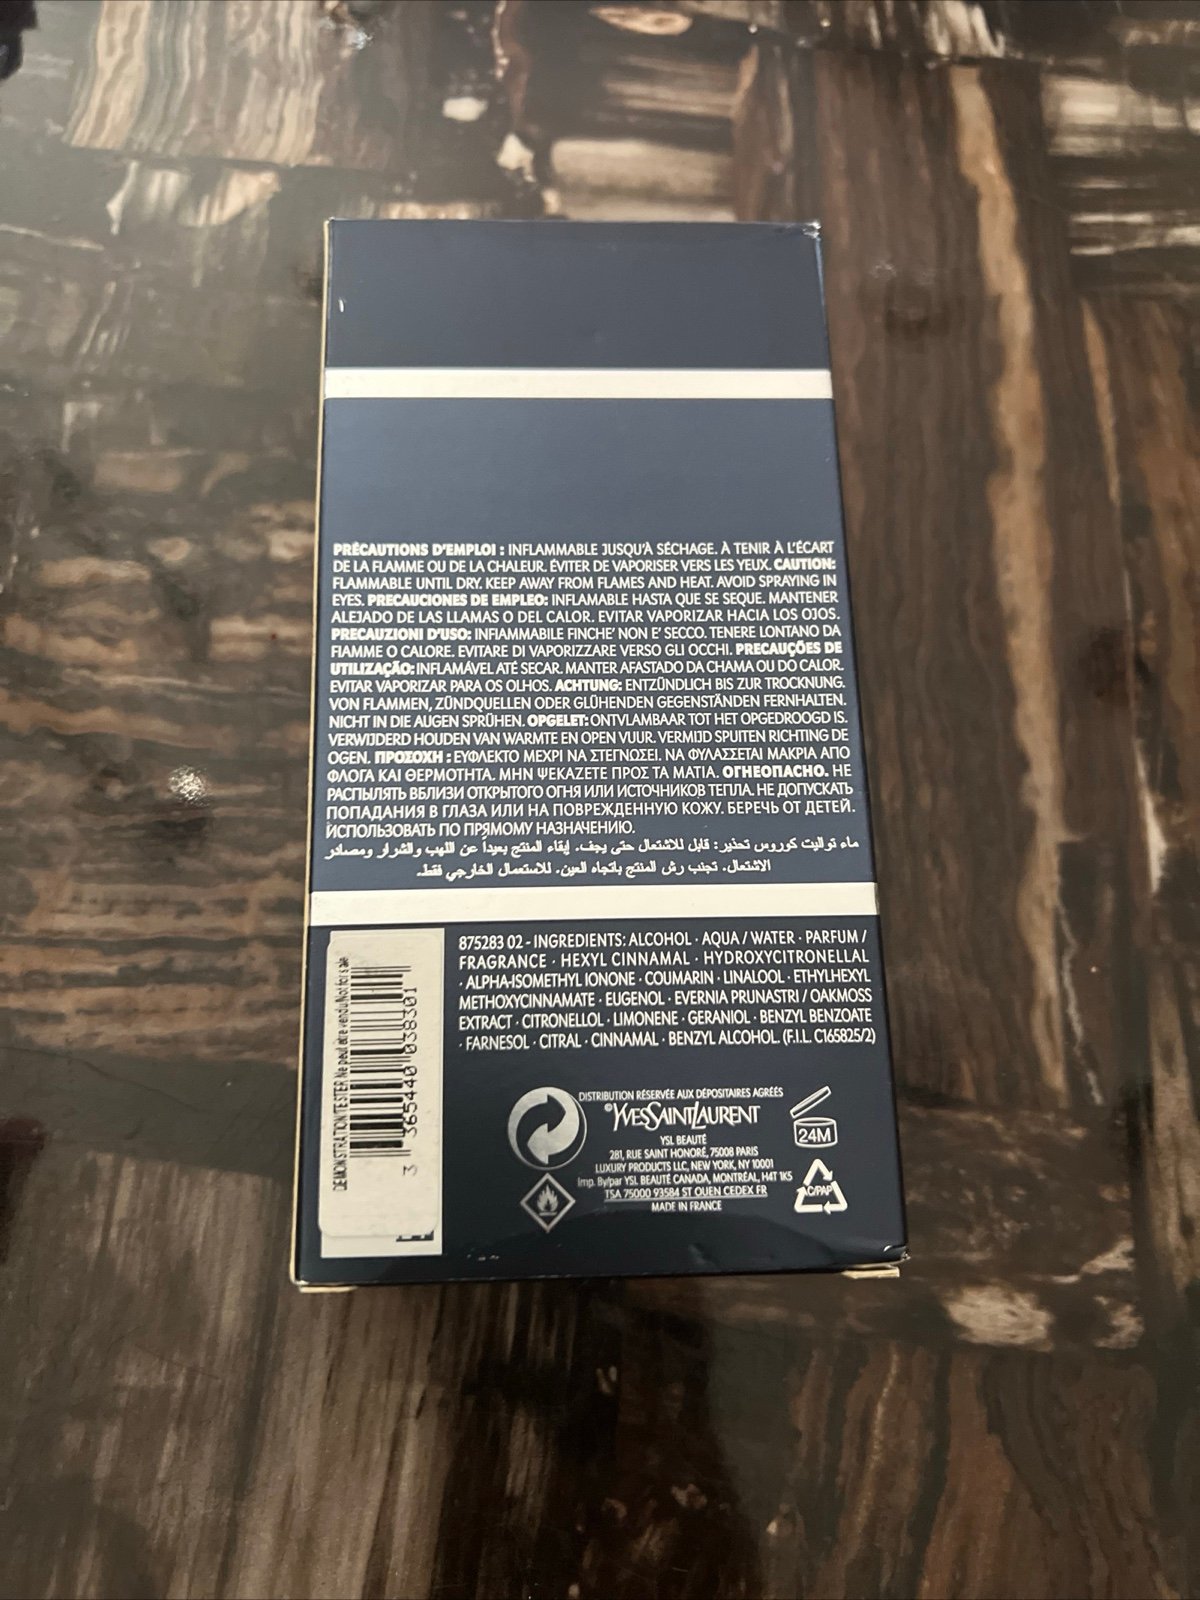 PRÉCAUTIONS D'EMPLOI : INFLAMMABLE JUSQU'À SÉCHAGE. À TENIR À L'ÉCART
DE LA FLAMME OU DE LA CHALEUR. ÉVITER DE VAPORISER VERS LES YEUX. CAUTION:
FLAMMABLE UNTIL DRY. KEEP AWAY FROM FLAMES AND HEAT. AVOID SPRAYING IN
EYES. PRECAUCIONES DE EMPLEO: INFLAMABLE HASTA QUE SE SEQUE. MANTENER
ALEJADO DE LAS LLAMAS O DEL CALOR. EVITAR VAPORIZAR HACIA LOS OJOS.
PRECAUZIONI D'USO: INFIAMMABILE FINCHE' NON E' SECCO. TENERE LONTANO DA
FIAMME O CALORE. EVITARE DI VAPORIZZARE VERSO GLI OCCHI. PRECAUÇÕES DE
UTILIZAÇÃO: INFLAMÁVEL ATÉ SECAR. MANTER AFASTADO DA CHAMA OU DO CALOR.
EVITAR VAPORIZAR PARA OS OLHOS. ACHTUNG: ENTZÜNDLICH BIS ZUR TROCKNUNG.
VON FLAMMEN, ZÜNDQUELLEN ODER GLÜHENDEN GEGENSTÄNDEN FERNHALTEN.
NICHT IN DIE AUGEN SPRÜHEN. OPGELET: ONTVLAMBAAR TOT HET OPGEDROOGD IS.
VERWIJDERD HOUDEN VAN WARMTE EN OPEN VUUR. VERMIJD SPUITEN RICHTING DE
OGEN. ΠΡΟΣΟΧΗ : ΕΥΦΛΕΚΤΟ ΜΕΧΡΙ ΝΑ ΣΤΕΓΝΩΣΕΙ. ΝΑ ΦΥΛΑΣΣΕΤΑΙ ΜΑΚΡΙΑ ΑΠΟ
ΦΛΟΓΑ ΚΑΙ ΘΕΡΜΟΤΗΤΑ. ΜΗΝ ΨΕΚΑΖΕΤΕ ΠΡΟΣ ΤΑ ΜΑΤΙΑ. ОГНЕОПАСНО. НЕ
РАСПЫЛЯТЬ ВБЛИЗИ ОТКРЫТОГО ОГНЯ ИЛИ ИСТОЧНИКОВ ТЕПЛА. НЕ ДОПУСКАТЬ
ПОПАДАНИЯ В ГЛАЗА ИЛИ НА ПОВРЕЖДЕННУЮ КОЖУ. БЕРЕЧЬ ОТ ДЕТЕЙ.
ИСПОЛЬЗОВАТЬ ПО ПРЯМОМУ НАЗНАЧЕНИЮ.
ماء تواليت كوروس تحذير: قابل للاشتعال حتى يجف. إبقاء المنتج بعيداً عن اللهب والشرار ومصادر
الاشتعال. تجنب رش المنتج باتجاه العين. للاستعمال الخارجي فقط.
875283 02 - INGREDIENTS: ALCOHOL · AQUA / WATER · PARFUM /
FRAGRANCE · HEXYL CINNAMAL · HYDROXYCITRONELLAL
· ALPHA-ISOMETHYL IONONE · COUMARIN · LINALOOL · ETHYLHEXYL
METHOXYCINNAMATE · EUGENOL · EVERNIA PRUNASTRI / OAKMOSS
EXTRACT · CITRONELLOL · LIMONENE · GERANIOL · BENZYL BENZOATE
· FARNESOL · CITRAL · CINNAMAL · BENZYL ALCOHOL. (F.I.L. C165825/2)
DEMONSTRATION/TESTER Ne peut être vendu/Not for sale
3 365440 038301
DISTRIBUTION RÉSERVÉE AUX DÉPOSITAIRES AGRÉÉS
©YVESSAINTLAURENT
YSL BEAUTÉ
281, RUE SAINT HONORÉ, 75008 PARIS
LUXURY PRODUCTS LLC, NEW YORK, NY 10001
Imp. By/par YSL BEAUTÉ CANADA, MONTRÉAL, H4T 1K5
TSA 75000 93584 ST OUEN CEDEX FR
MADE IN FRANCE
24M
C/PAP